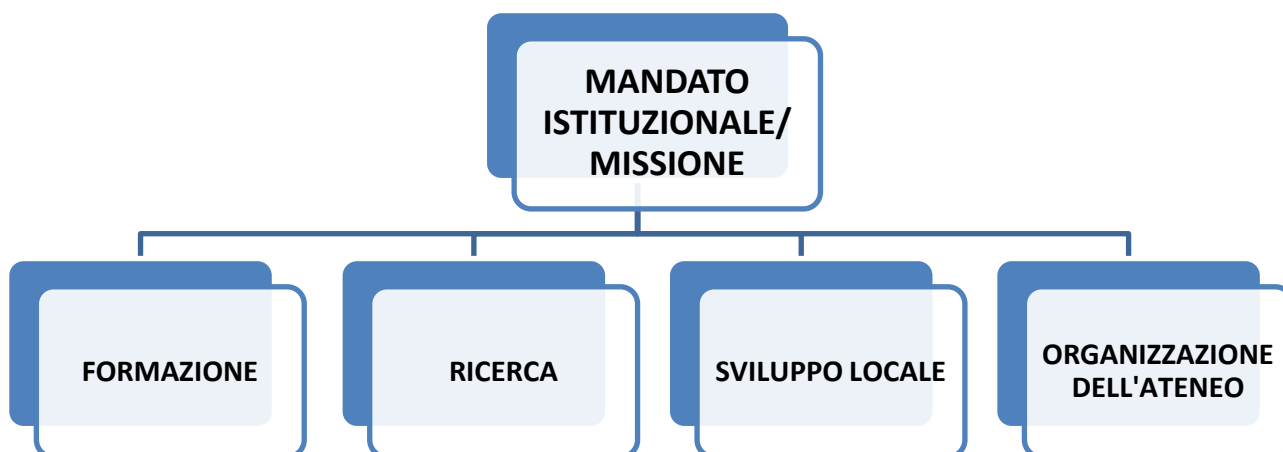 MANDATO
ISTITUZIONALE/
MISSIONE
FORMAZIONE
RICERCA
SVILUPPO LOCALE
ORGANIZZAZIONE
DELL'ATENEO